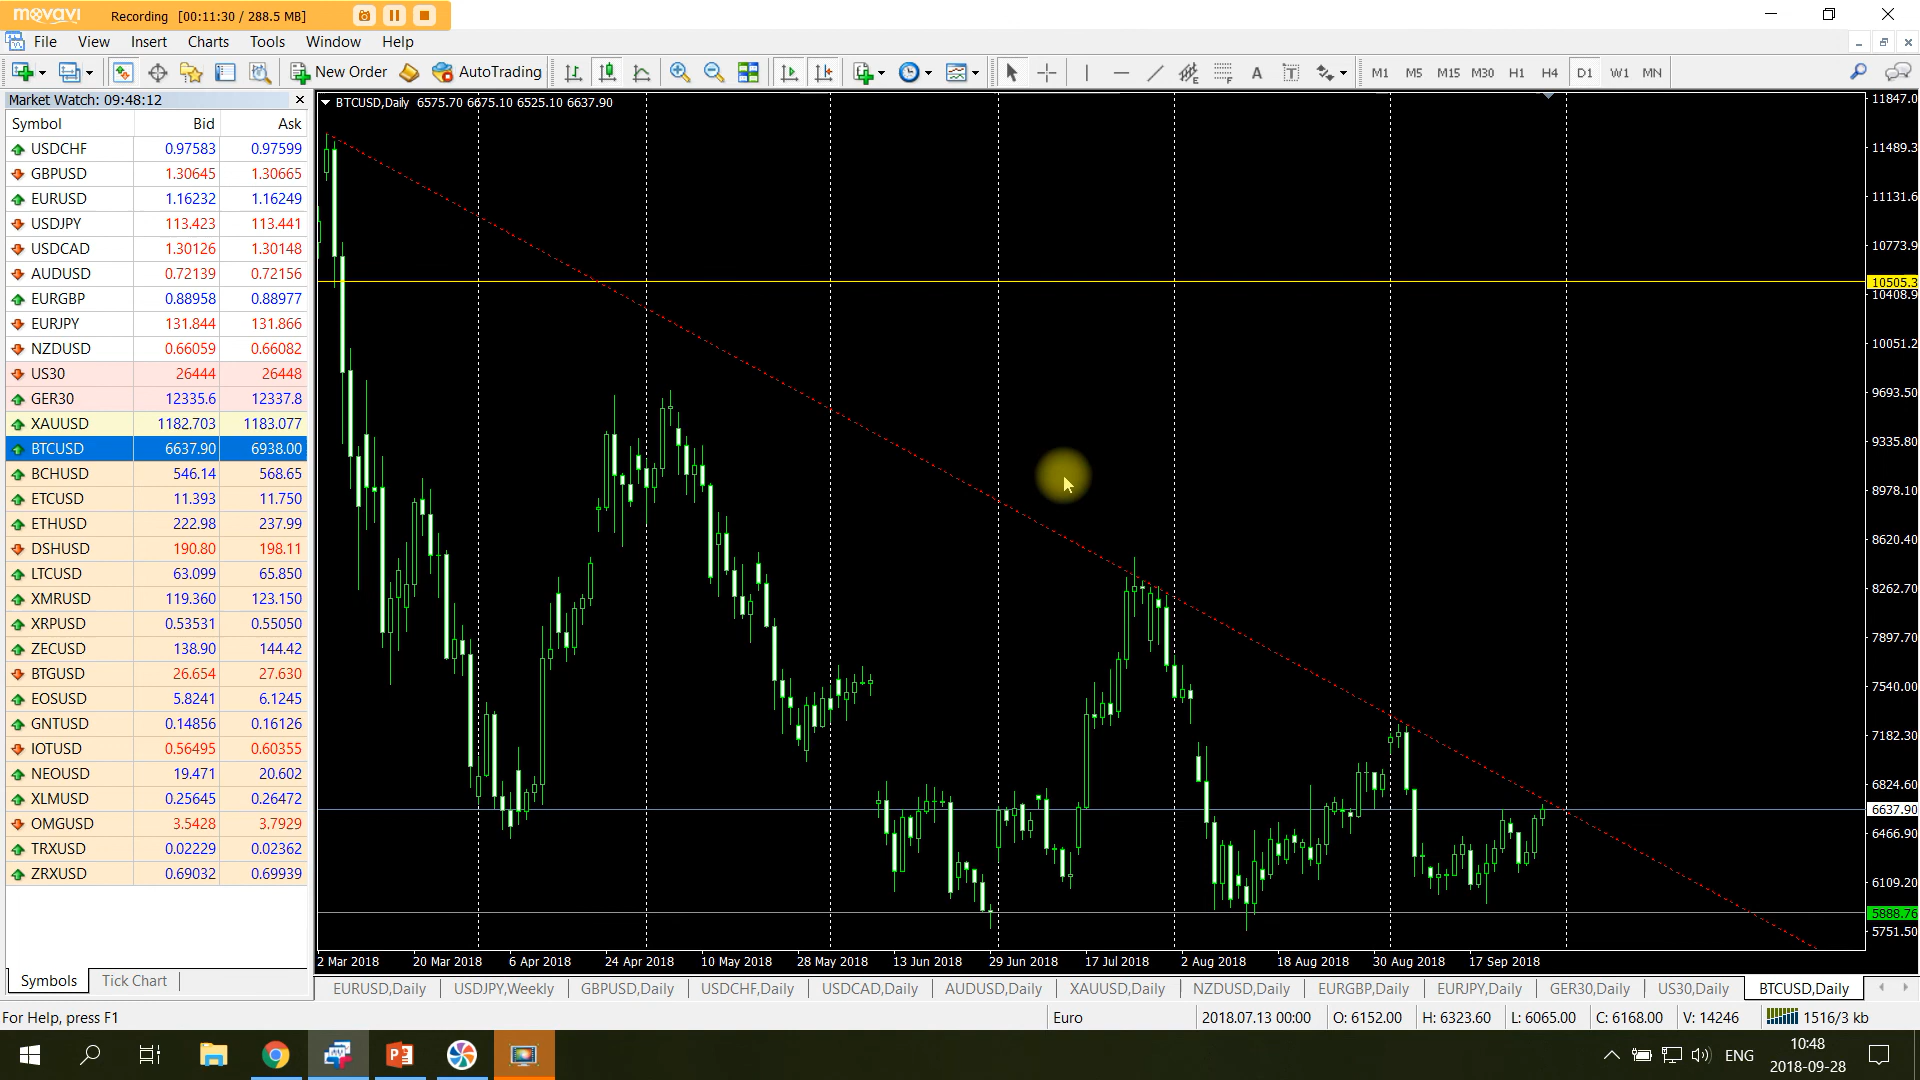 movavi Recording [00:11:30 / 288.5 MB]
File View Insert Charts Tools Window Help
New Order AutoTrading A T M1 M5 M15 M30 H1 H4 D1 W1 MN
Market Watch: 09:48:12
Symbol Bid Ask
USDCHF 0.97583 0.97599
GBPUSD 1.30645 1.30665
EURUSD 1.16232 1.16249
USDJPY 113.423 113.441
USDCAD 1.30126 1.30148
AUDUSD 0.72139 0.72156
EURGBP 0.88958 0.88977
EURJPY 131.844 131.866
NZDUSD 0.66059 0.66082
US30 26444 26448
GER30 12335.6 12337.8
XAUUSD 1182.703 1183.077
BTCUSD 6637.90 6938.00
BCHUSD 546.14 568.65
ETCUSD 11.393 11.750
ETHUSD 222.98 237.99
DSHUSD 190.80 198.11
LTCUSD 63.099 65.850
XMRUSD 119.360 123.150
XRPUSD 0.53531 0.55050
ZECUSD 138.90 144.42
BTGUSD 26.654 27.630
EOSUSD 5.8241 6.1245
GNTUSD 0.14856 0.16126
IOTUSD 0.56495 0.60355
NEOUSD 19.471 20.602
XLMUSD 0.25645 0.26472
OMGUSD 3.5428 3.7929
TRXUSD 0.02229 0.02362
ZRXUSD 0.69032 0.69939
Symbols Tick Chart
BTCUSD,Daily 6575.70 6675.10 6525.10 6637.90
11847.0
11489.3
11131.6
10773.9
10505.3
10408.9
10051.2
9693.50
9335.80
8978.10
8620.40
8262.70
7897.70
7540.00
7182.30
6824.60
6637.90
6466.90
6109.20
5888.76
5751.50
2 Mar 2018 20 Mar 2018 6 Apr 2018 24 Apr 2018 10 May 2018 28 May 2018 13 Jun 2018 29 Jun 2018 17 Jul 2018 2 Aug 2018 18 Aug 2018 30 Aug 2018 17 Sep 2018
EURUSD,Daily USDJPY,Weekly GBPUSD,Daily USDCHF,Daily USDCAD,Daily AUDUSD,Daily XAUUSD,Daily NZDUSD,Daily EURGBP,Daily EURJPY,Daily GER30,Daily US30,Daily BTCUSD,Daily
For Help, press F1 Euro 2018.07.13 00:00 O: 6152.00 H: 6323.60 L: 6065.00 C: 6168.00 V: 14246 1516/3 kb
ENG 10:48
2018-09-28